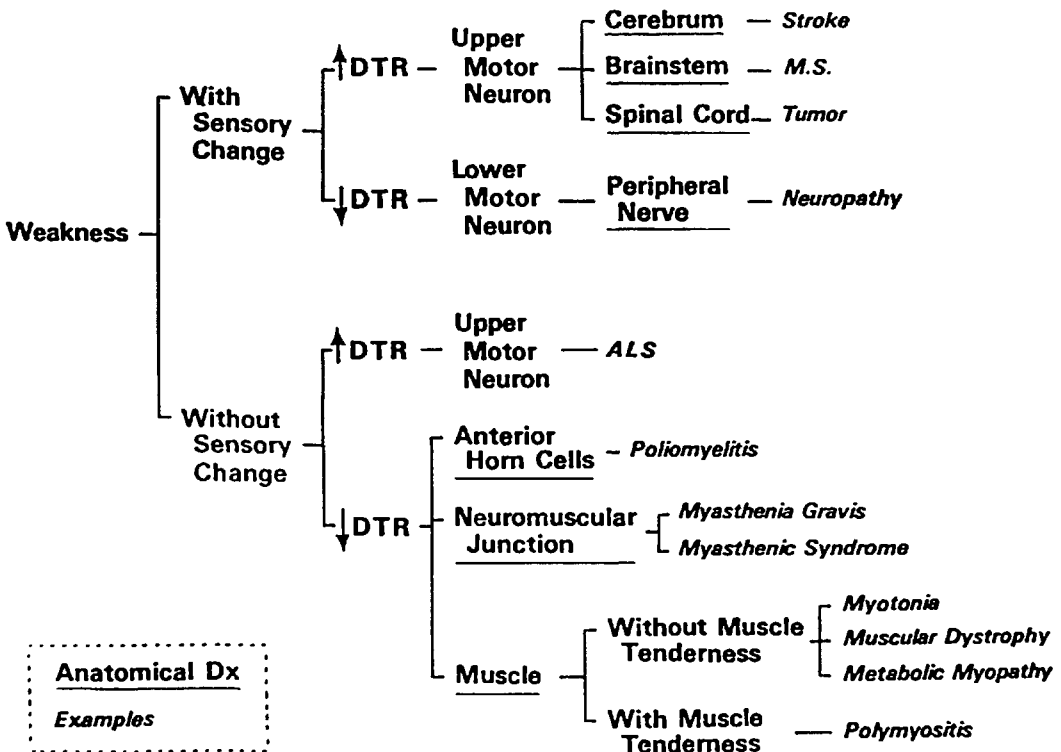 Weakness
With
Sensory
Change
↑DTR
Upper
Motor
Neuron
Cerebrum
Stroke
Brainstem
M.S.
Spinal Cord
Tumor
↓DTR
Lower
Motor
Neuron
Peripheral
Nerve
Neuropathy
Without
Sensory
Change
↑DTR
Upper
Motor
Neuron
ALS
↓DTR
Anterior
Horn Cells
Poliomyelitis
Neuromuscular
Junction
Myasthenia Gravis
Myasthenic Syndrome
Muscle
Without Muscle
Tenderness
Myotonia
Muscular Dystrophy
Metabolic Myopathy
With Muscle
Tenderness
Polymyositis
Anatomical Dx
Examples